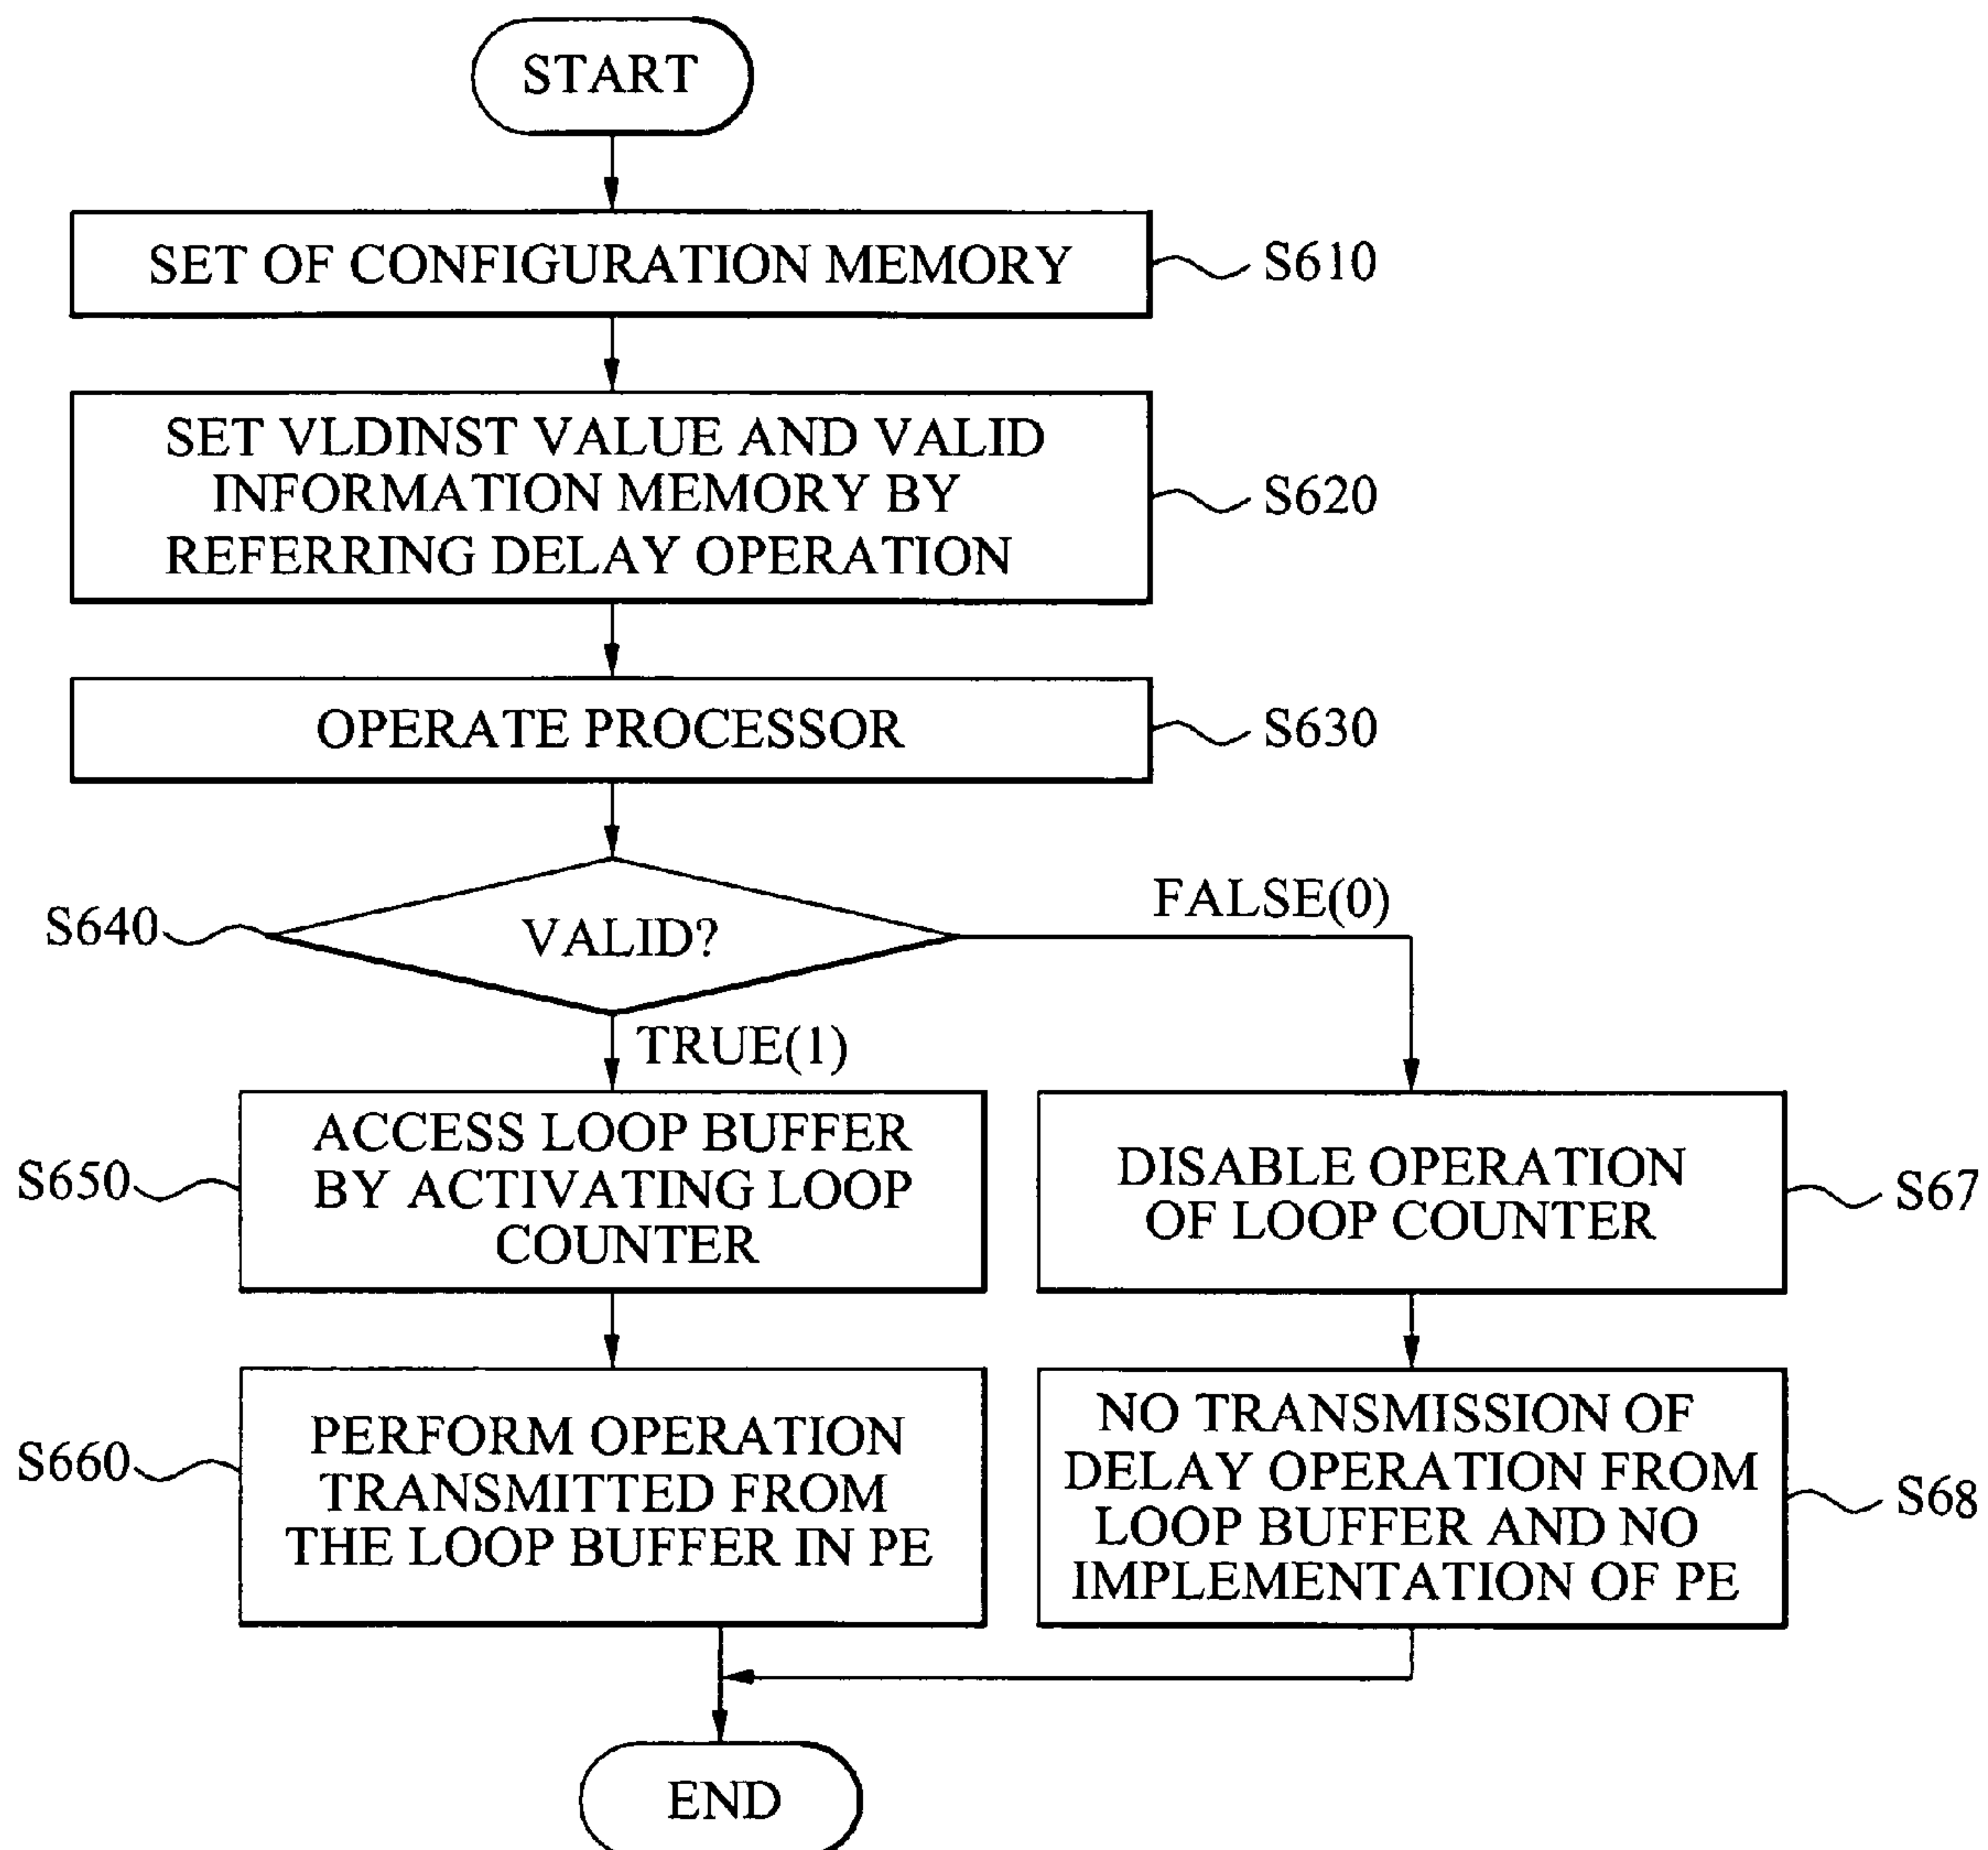 START
SET OF CONFIGURATION MEMORY
S610
SET VLDINST VALUE AND VALID
INFORMATION MEMORY BY
REFERRING DELAY OPERATION
S620
OPERATE PROCESSOR
S630
S640
VALID?
FALSE(0)
TRUE(1)
S650
ACCESS LOOP BUFFER
BY ACTIVATING LOOP
COUNTER
DISABLE OPERATION
OF LOOP COUNTER
S67
S660
PERFORM OPERATION
TRANSMITTED FROM
THE LOOP BUFFER IN PE
NO TRANSMISSION OF
DELAY OPERATION FROM
LOOP BUFFER AND NO
IMPLEMENTATION OF PE
S68
END